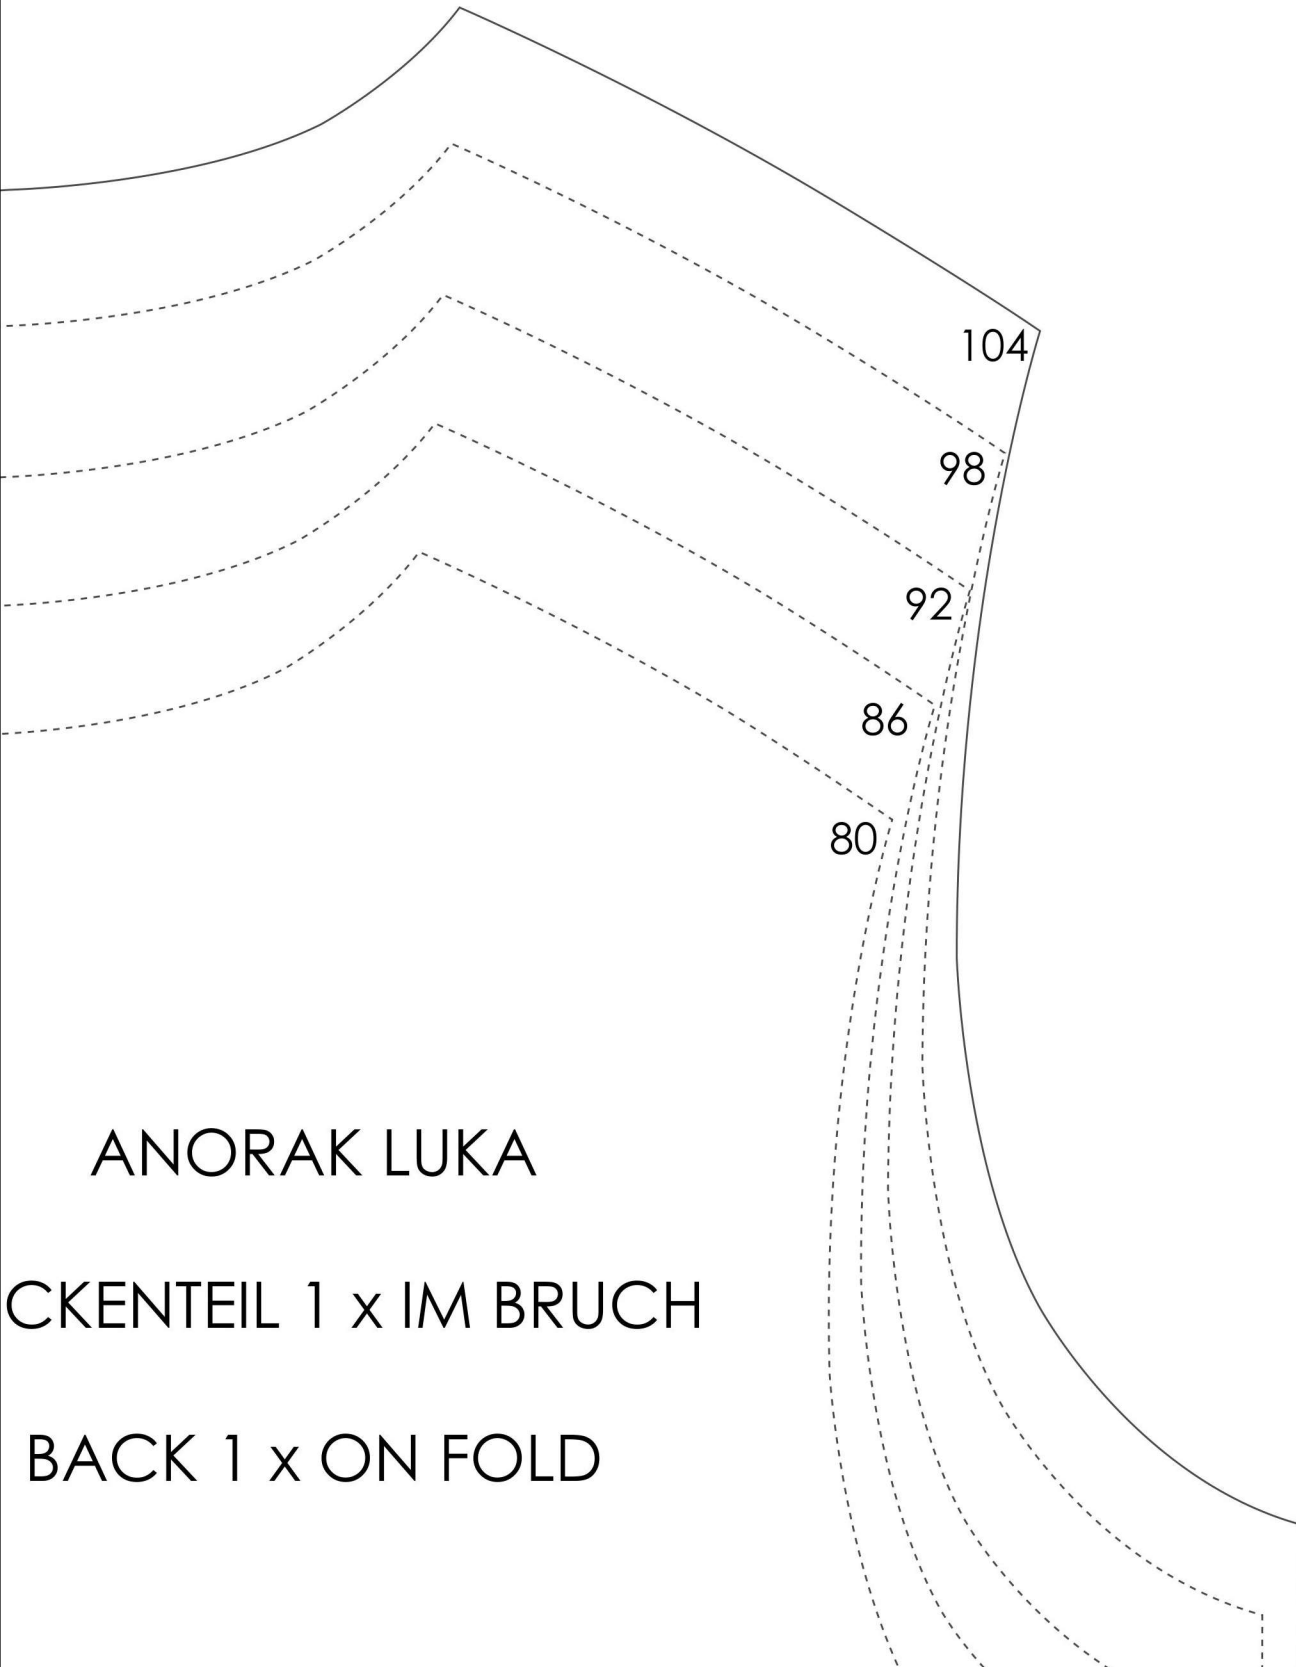 104
98
92
86
80
ANORAK LUKA
CKENTEIL 1 x IM BRUCH
BACK 1 x ON FOLD